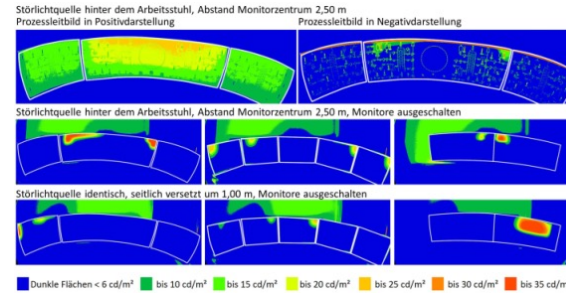 Störlichtquelle hinter dem Arbeitsstuhl, Abstand Monitorzentrum 2,50 m
Prozessleitbild in Positivdarstellung Prozessleitbild in Negativdarstellung
Störlichtquelle hinter dem Arbeitsstuhl, Abstand Monitorzentrum 2,50 m, Monitore ausgeschalten
Störlichtquelle identisch, seitlich versetzt um 1,00 m, Monitore ausgeschalten
Dunkle Flächen < 6 cd/m² bis 10 cd/m² bis 15 cd/m² bis 20 cd/m² bis 25 cd/m² bis 30 cd/m² bis 35 cd/m